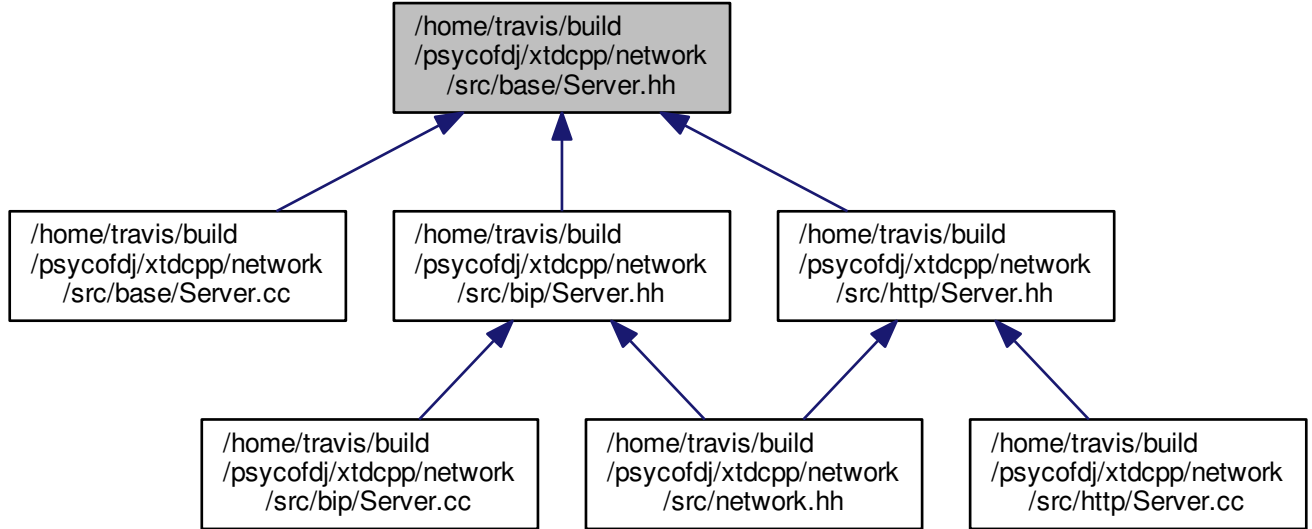 /home/travis/build
/psycofdj/xtdcpp/network
/src/base/Server.hh
/home/travis/build
/psycofdj/xtdcpp/network
/src/base/Server.cc
/home/travis/build
/psycofdj/xtdcpp/network
/src/bip/Server.hh
/home/travis/build
/psycofdj/xtdcpp/network
/src/http/Server.hh
/home/travis/build
/psycofdj/xtdcpp/network
/src/bip/Server.cc
/home/travis/build
/psycofdj/xtdcpp/network
/src/network.hh
/home/travis/build
/psycofdj/xtdcpp/network
/src/http/Server.cc